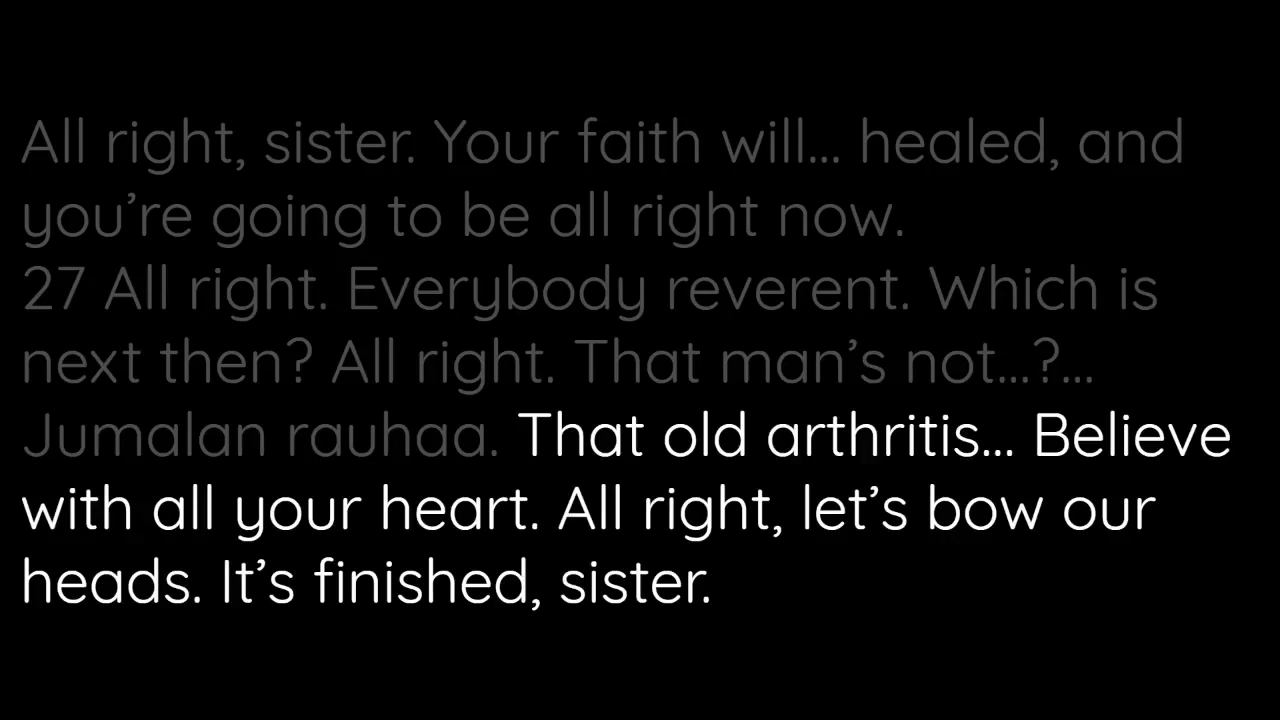 All right, sister. Your faith will... healed, and
you’re going to be all right now.
27 All right. Everybody reverent. Which is
next then? All right. That man’s not...?...
Jumalan rauhaa. That old arthritis... Believe
with all your heart. All right, let’s bow our
heads. It’s finished, sister.